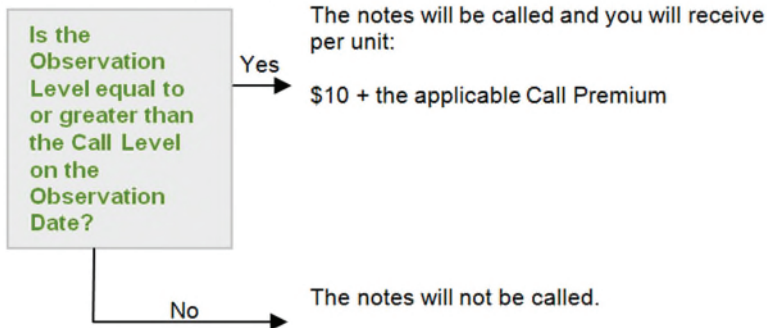 Is the
Observation
Level equal to
or greater than
the Call Level
on the
Observation
Date?
Yes
The notes will be called and you will receive
per unit:
$10 + the applicable Call Premium
No
The notes will not be called.